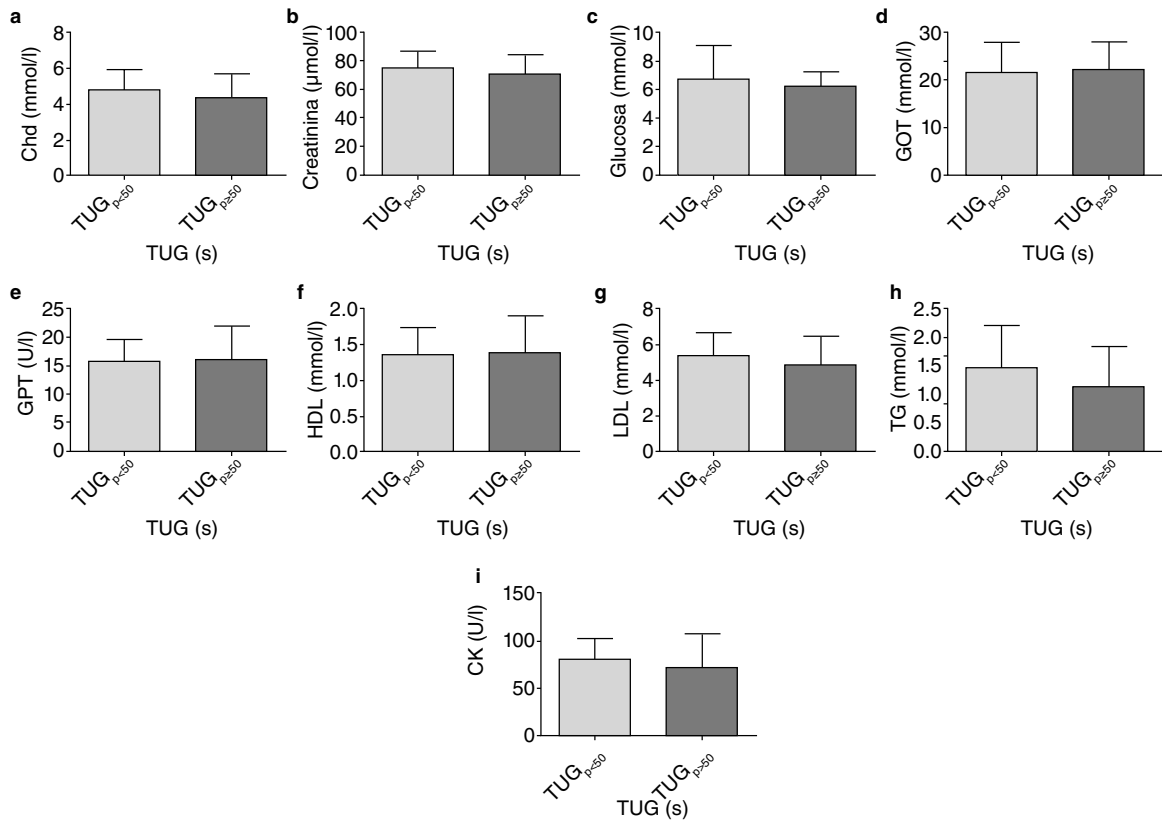 a
Chd (mmol/l)
8
6
4
2
0
TUG p<50
TUG p≥50
TUG (s)
b
Creatinina (µmol/l)
100
80
60
40
20
0
TUG p<50
TUG p≥50
TUG (s)
c
Glucosa (mmol/l)
10
8
6
4
2
0
TUG p<50
TUG p≥50
TUG (s)
d
GOT (mmol/l)
30
20
10
0
TUG p<50
TUG p≥50
TUG (s)
e
GPT (U/l)
25
20
15
10
5
0
TUG p<50
TUG p≥50
TUG (s)
f
HDL (mmol/l)
2.0
1.5
1.0
0.5
0.0
TUG p<50
TUG p≥50
TUG (s)
g
LDL (mmol/l)
8
6
4
2
0
TUG p<50
TUG p≥50
TUG (s)
h
TG (mmol/l)
2.0
2.0
1.5
1.0
0.5
0.0
TUG p<50
TUG p≥50
TUG (s)
i
CK (U/l)
150
100
50
0
TUG p<50
TUG p>50
TUG (s)